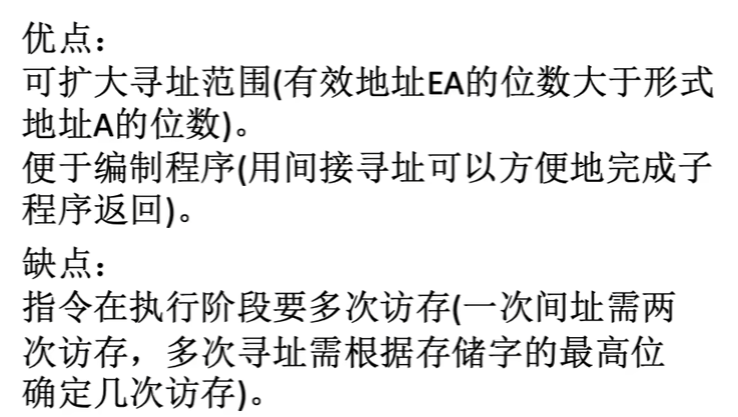 优点：
可扩大寻址范围(有效地址EA的位数大于形式
地址A的位数)。
便于编制程序(用间接寻址可以方便地完成子
程序返回)。
缺点：
指令在执行阶段要多次访存(一次间址需两
次访存，多次寻址需根据存储字的最高位
确定几次访存)。